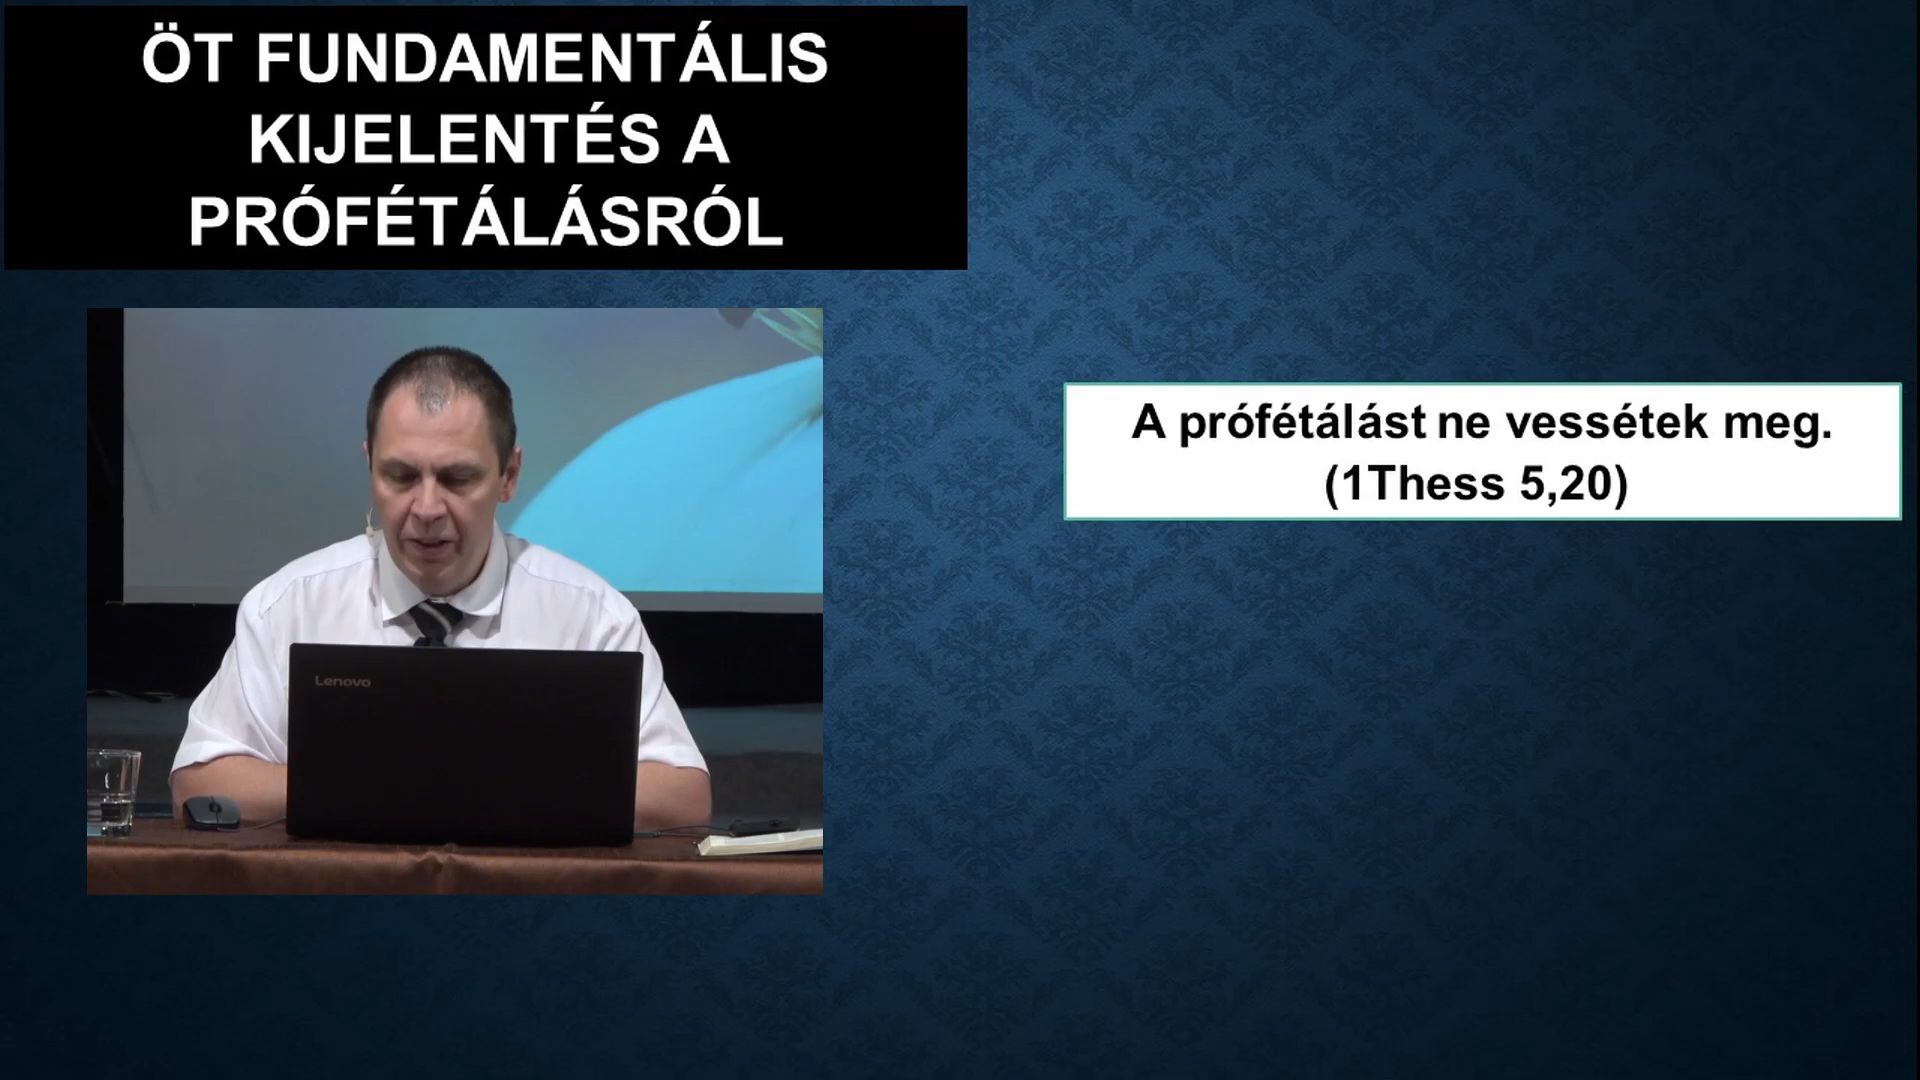 ÖT FUNDAMENTÁLIS
KIJELENTÉS A
PRÓFÉTÁLÁSRÓL
A prófétálást ne vessétek meg.
(1Thess 5,20)
Lenovo